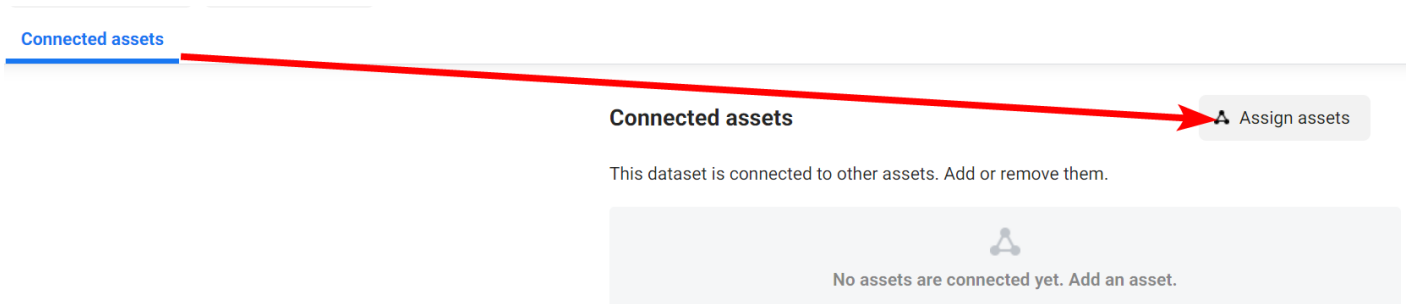 Connected assets
Connected assets
Assign assets
This dataset is connected to other assets. Add or remove them.
No assets are connected yet. Add an asset.